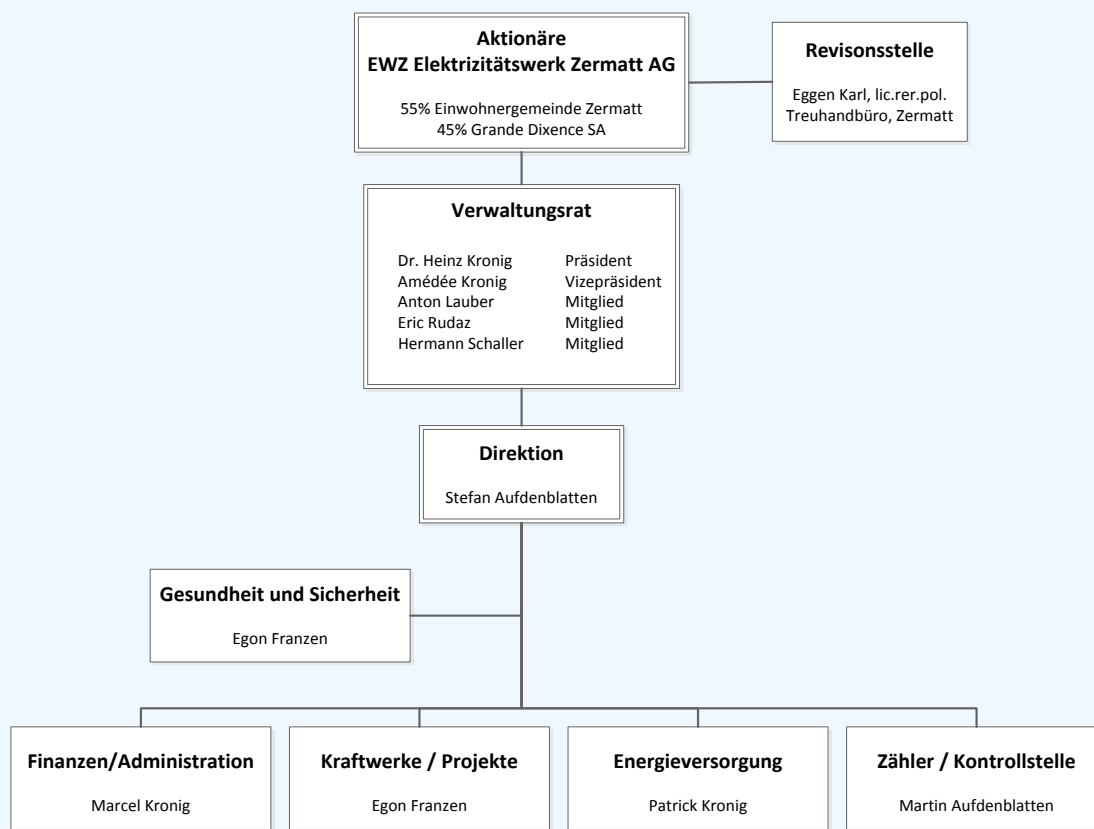 Aktionäre
EWZ Elektrizitätswerk Zermatt AG
55% Einwohnergemeinde Zermatt
45% Grande Dixence SA
Revisonsstelle
Eggen Karl, lic.rer.pol.
Treuhandbüro, Zermatt
Verwaltungsrat
Dr. Heinz Kronig Präsident
Amédée Kronig Vizepräsident
Anton Lauber Mitglied
Eric Rudaz Mitglied
Hermann Schaller Mitglied
Direktion
Stefan Aufdenblatten
Gesundheit und Sicherheit
Egon Franzen
Finanzen/Administration
Marcel Kronig
Kraftwerke / Projekte
Egon Franzen
Energieversorgung
Patrick Kronig
Zähler / Kontrollstelle
Martin Aufdenblatten